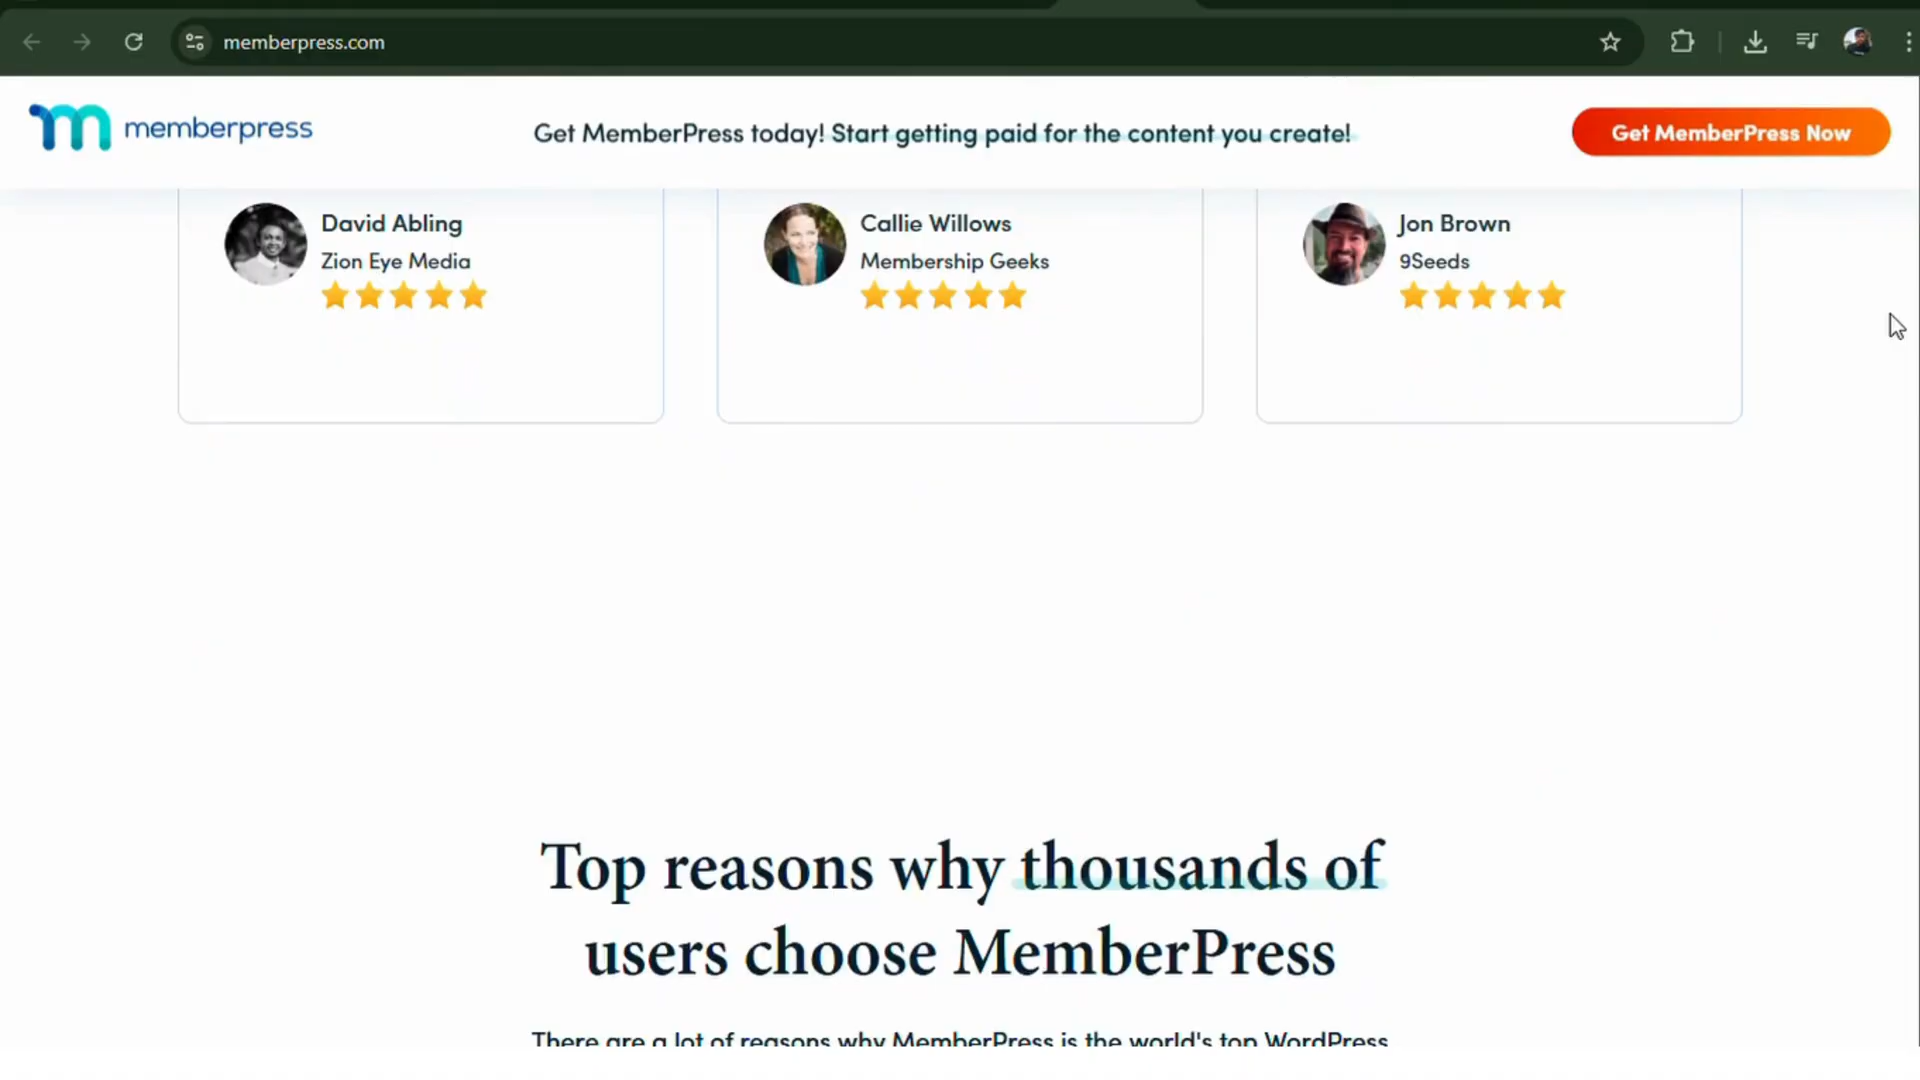 memberpress.com
memberpress
Get MemberPress today! Start getting paid for the content you create!
Get MemberPress Now
David Abling
Zion Eye Media
Callie Willows
Membership Geeks
Jon Brown
9Seeds
Top reasons why thousands of
users choose MemberPress
There are a lot of reasons why MemberPress is the world's top WordPress